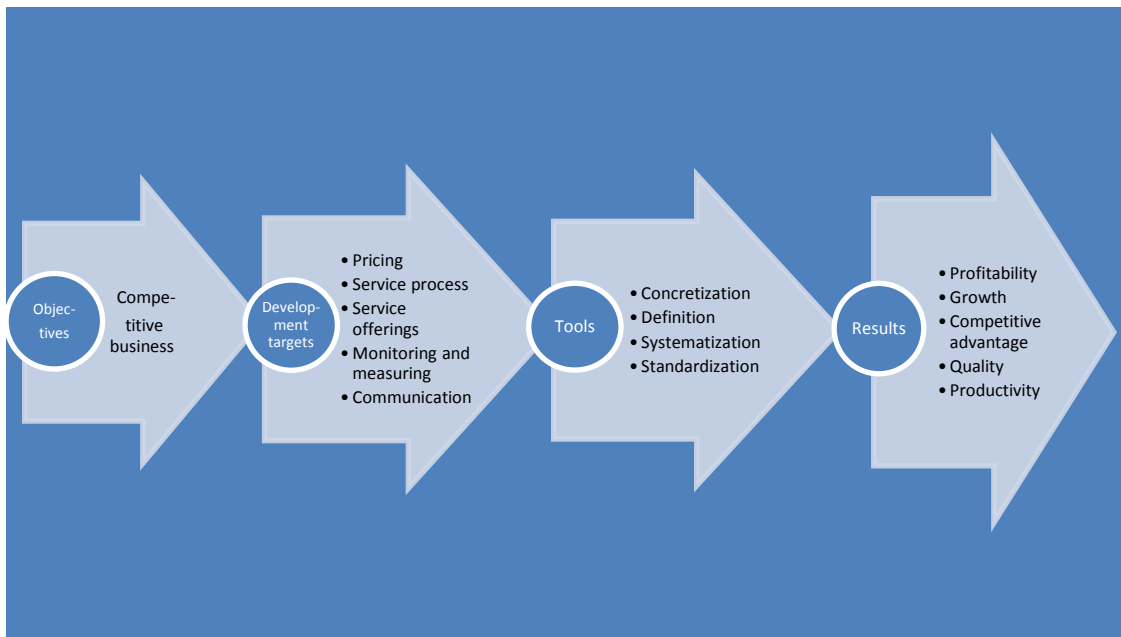 Objec-
tives
Compe-
titive
business
Develop-
ment
targets
• Pricing
• Service process
• Service
offerings
• Monitoring and
measuring
• Communication
Tools
• Concretization
• Definition
• Systematization
• Standardization
Results
• Profitability
• Growth
• Competitive
advantage
• Quality
• Productivity